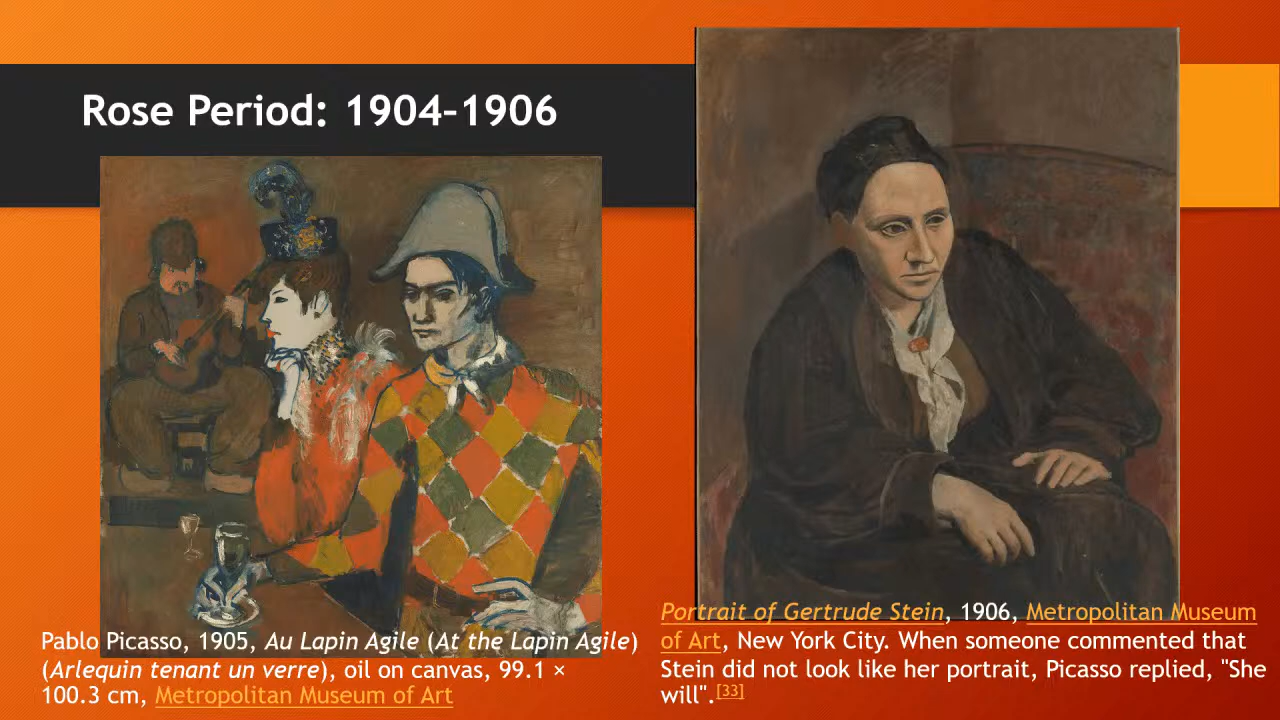 Rose Period: 1904–1906
Pablo Picasso, 1905, Au Lapin Agile (At the Lapin Agile)
(Arlequin tenant un verre), oil on canvas, 99.1 ×
100.3 cm, Metropolitan Museum of Art
Portrait of Gertrude Stein, 1906, Metropolitan Museum
of Art, New York City. When someone commented that
Stein did not look like her portrait, Picasso replied, "She
will".[33]